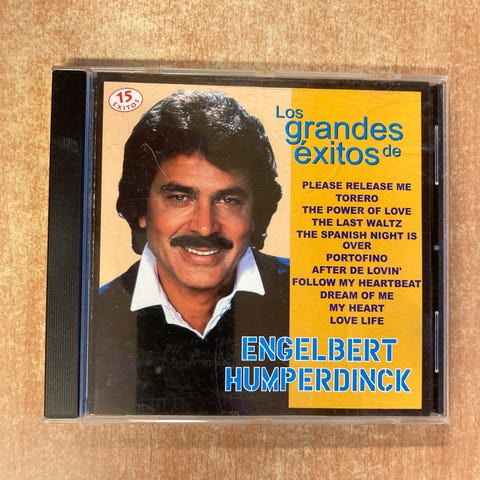 15
EXITOS
Los
grandes
éxitos de
PLEASE RELEASE ME
TORERO
THE POWER OF LOVE
THE LAST WALTZ
THE SPANISH NIGHT IS
OVER
PORTOFINO
AFTER DE LOVIN'
FOLLOW MY HEARTBEAT
DREAM OF ME
MY HEART
LOVE LIFE
ENGELBERT
HUMPERDINCK